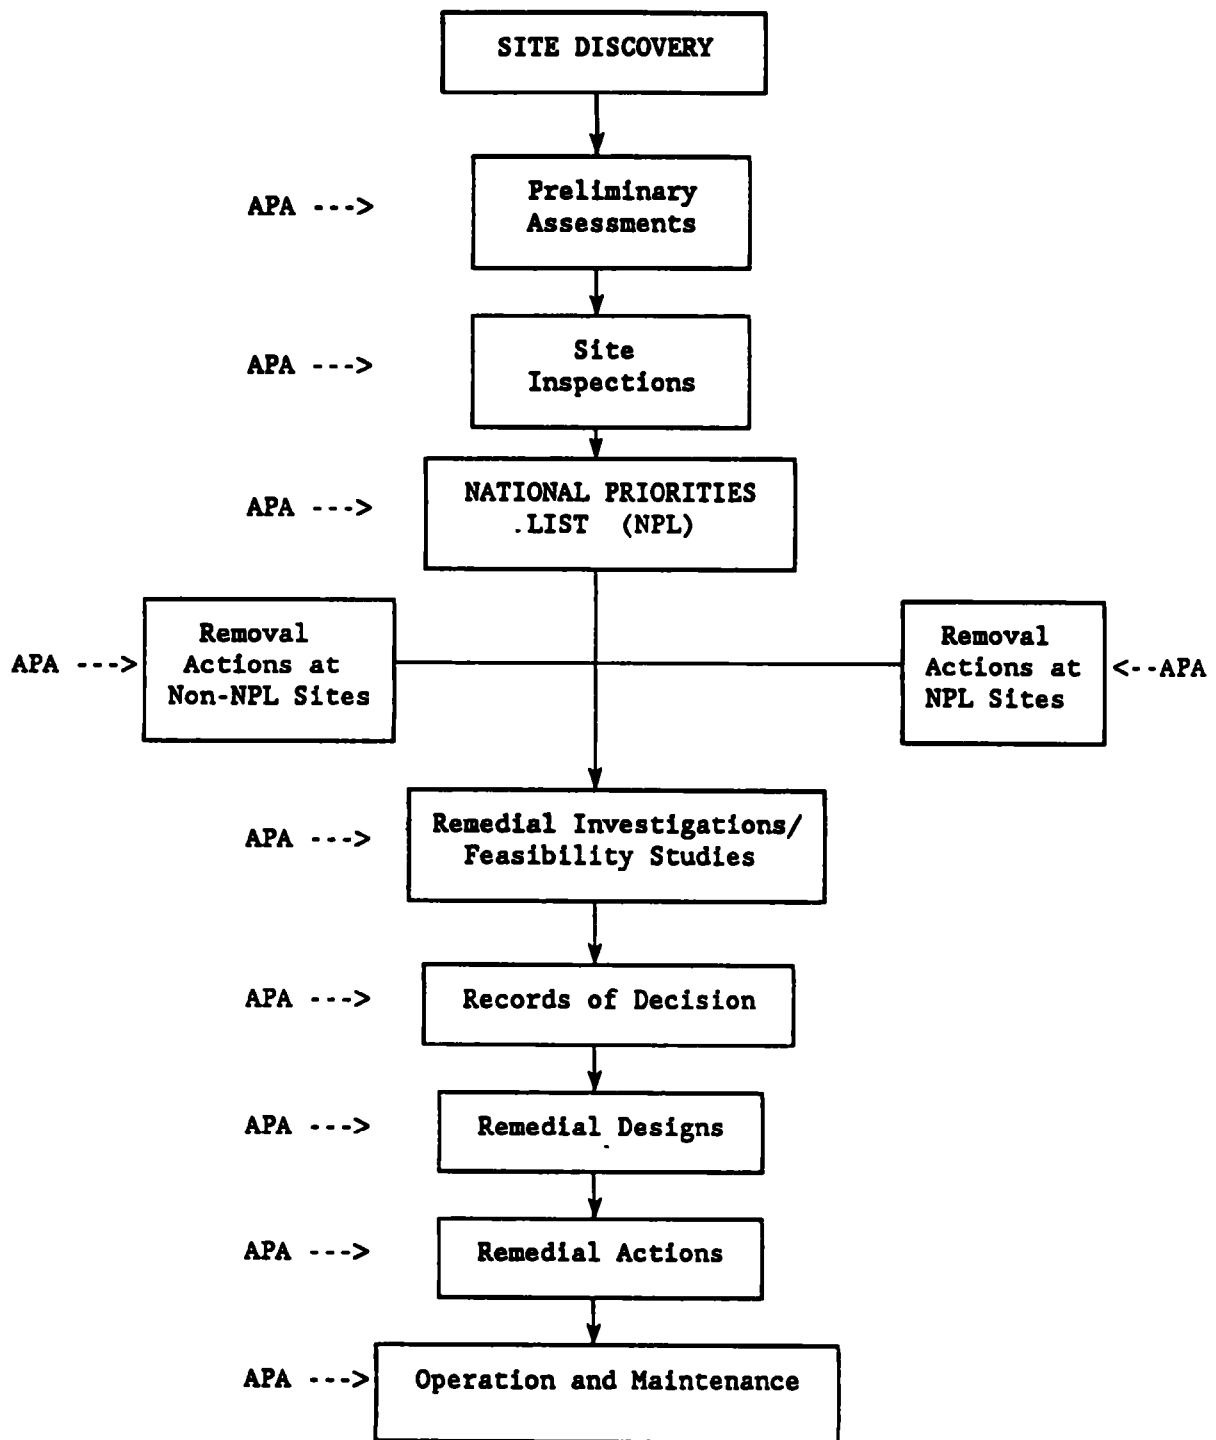 SITE DISCOVERY
APA --->
Preliminary
Assessments
APA --->
Site
Inspections
APA --->
NATIONAL PRIORITIES
.LIST (NPL)
APA --->
Removal
Actions at
Non-NPL Sites
Removal
Actions at
NPL Sites
<--APA
APA --->
Remedial Investigations/
Feasibility Studies
APA --->
Records of Decision
APA --->
Remedial Designs
APA --->
Remedial Actions
APA --->
Operation and Maintenance